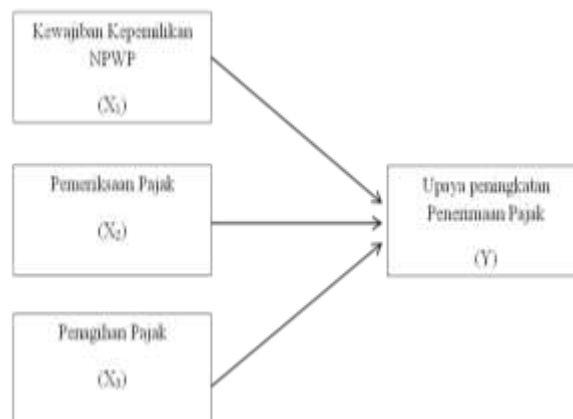 Kewajiban Kepemilikan
NPWP
(X₁)
Pemeriksaan Pajak
(X₂)
Penagihan Pajak
(X₃)
Upaya peningkatan
Penerimaan Pajak
(Y)